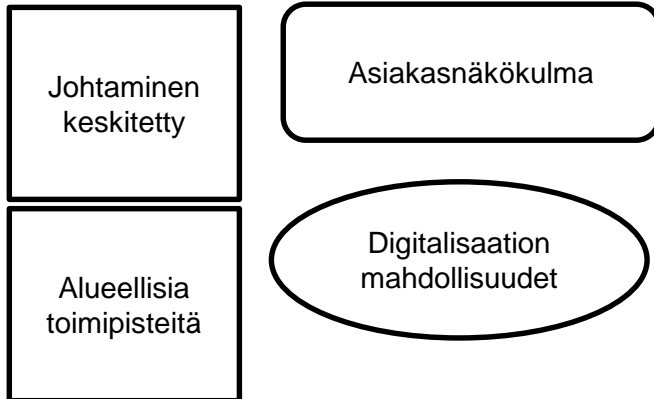 Johtaminen
keskitetty
Asiakasnäkökulma
Alueellisia
toimipisteitä
Digitalisaation
mahdollisuudet